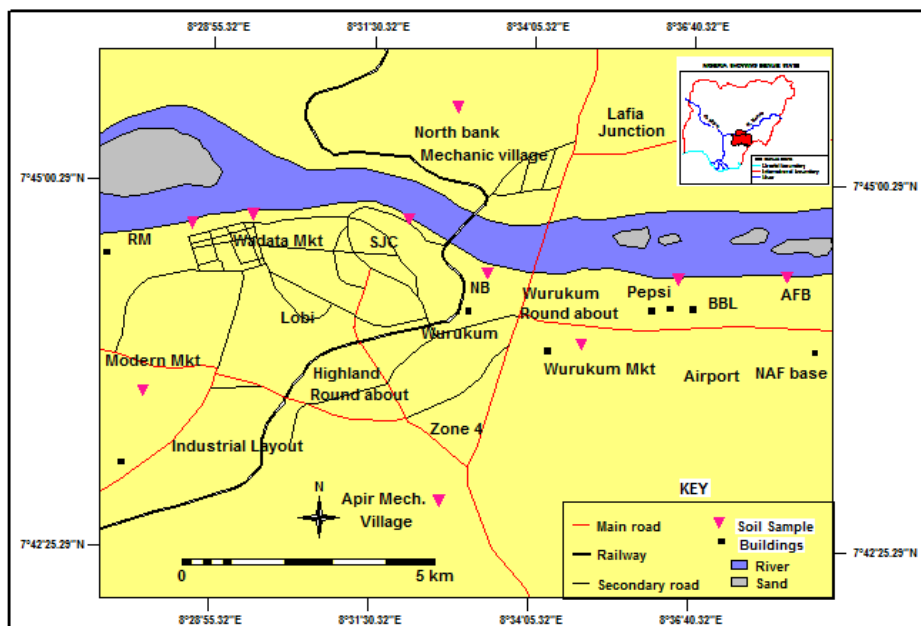 8°28'55.32"E 8°31'30.32"E 8°34'05.32"E 8°36'40.32"E
North bank
Mechanic village
Lafia
Junction
7°45'00.29"N
7°45'00.29"N
RM
Wadata Mkt
SJC
NB
Wurukum
Round about
Pepsi
BBL
AFB
Lobi
Wurukum
Modern Mkt
Highland
Round about
Wurukum Mkt
Airport
NAF base
Zone 4
Industrial Layout
Apir Mech.
Village
N
KEY
Main road
Railway
Secondary road
Soil Sample
Buildings
River
Sand
7°42'25.29"N
7°42'25.29"N
0 5 km
8°28'55.32"E 8°31'30.32"E 8°34'05.32"E 8°36'40.32"E